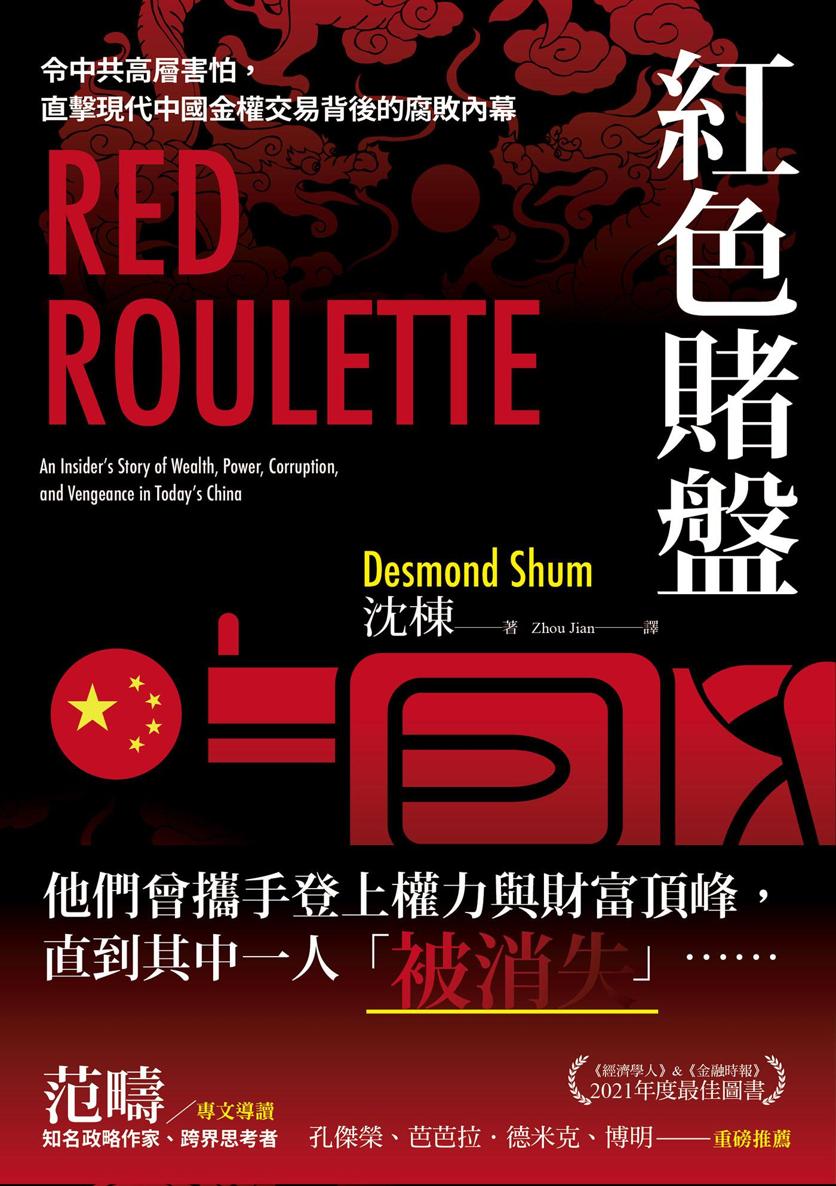 令中共高層害怕，
直擊現代中國金權交易背後的腐敗內幕
紅色賭盤
RED
ROULETTE
An Insider's Story of Wealth, Power, Corruption,
and Vengeance in Today's China
Desmond Shum
沈棟——著 Zhou Jian——譯
他們曾攜手登上權力與財富頂峰，
直到其中一人「被消失」⋯⋯
范疇／專文導讀
知名政略作家、跨界思考者
《經濟學人》&《金融時報》
2021年度最佳圖書
孔傑榮、芭芭拉．德米克、博明——重磅推薦